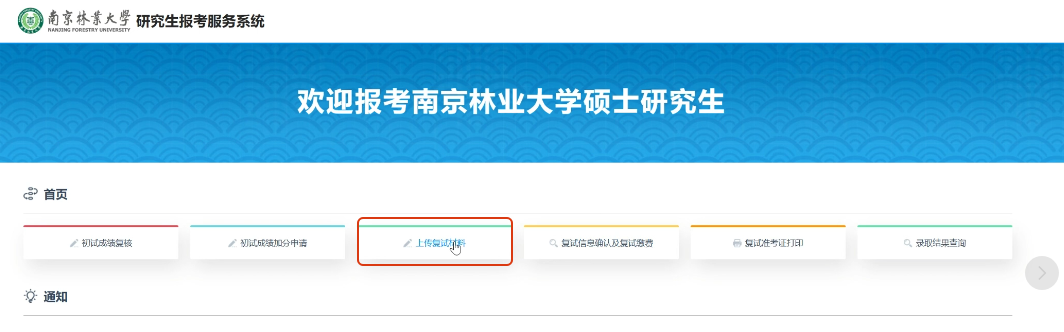 南京林業大學 研究生报考服务系统
NANJING FORESTRY UNIVERSITY
欢迎报考南京林业大学硕士研究生
首页
初试成绩复核 初试成绩加分申请 上传复试材料 复试信息确认及复试缴费 复试准考证打印 录取结果查询
通知